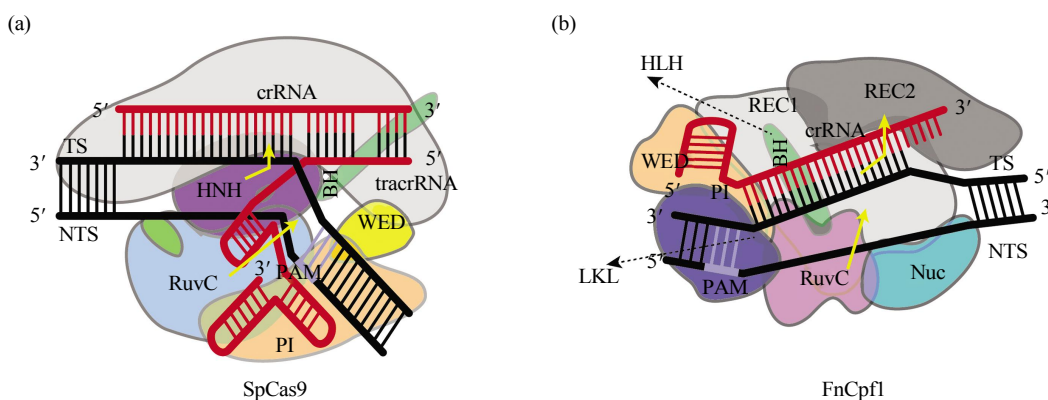 (a)
(b)
5′ crRNA 3′
TS
3′
5′
HNH
BH
tracrRNA
5′
NTS
WED
3′
PAM
RuvC
PI
SpCas9
HLH
REC1
REC2
crRNA
3′
WED
BH
TS
PI
5′
5′
3′
3′
NTS
5′
LKL
PAM
RuvC
Nuc
FnCpf1